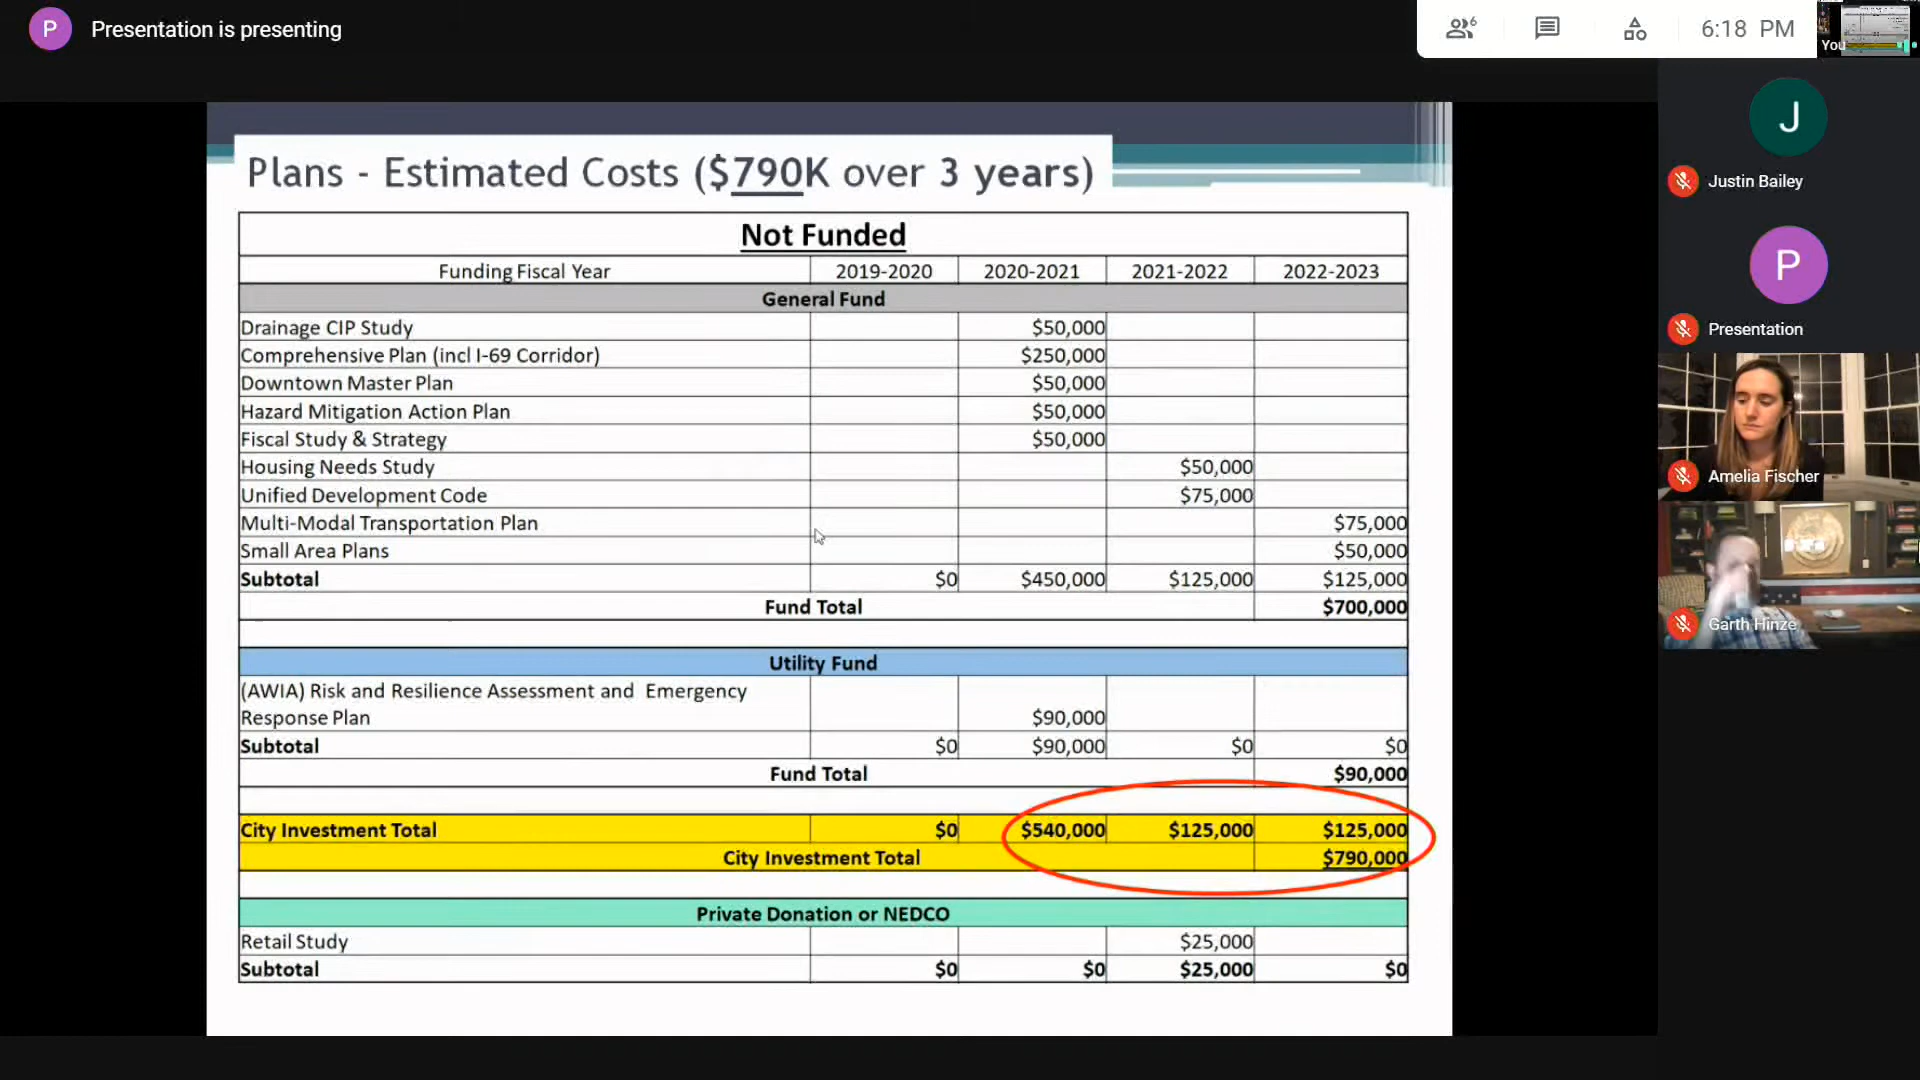 P Presentation is presenting
6 6:18 PM
You
J
Justin Bailey
P
Presentation
Amelia Fischer
Garth Hinze
Plans - Estimated Costs ($790K over 3 years)
Not Funded
Funding Fiscal Year 2019-2020 2020-2021 2021-2022 2022-2023
General Fund
Drainage CIP Study $50,000
Comprehensive Plan (incl I-69 Corridor) $250,000
Downtown Master Plan $50,000
Hazard Mitigation Action Plan $50,000
Fiscal Study & Strategy $50,000
Housing Needs Study $50,000
Unified Development Code $75,000
Multi-Modal Transportation Plan $75,000
Small Area Plans $50,000
Subtotal $0 $450,000 $125,000 $125,000
Fund Total $700,000
Utility Fund
(AWIA) Risk and Resilience Assessment and Emergency
Response Plan $90,000
Subtotal $0 $90,000 $0 $0
Fund Total $90,000
City Investment Total $0 $540,000 $125,000 $125,000
City Investment Total $790,000
Private Donation or NEDCO
Retail Study $25,000
Subtotal $0 $0 $25,000 $0